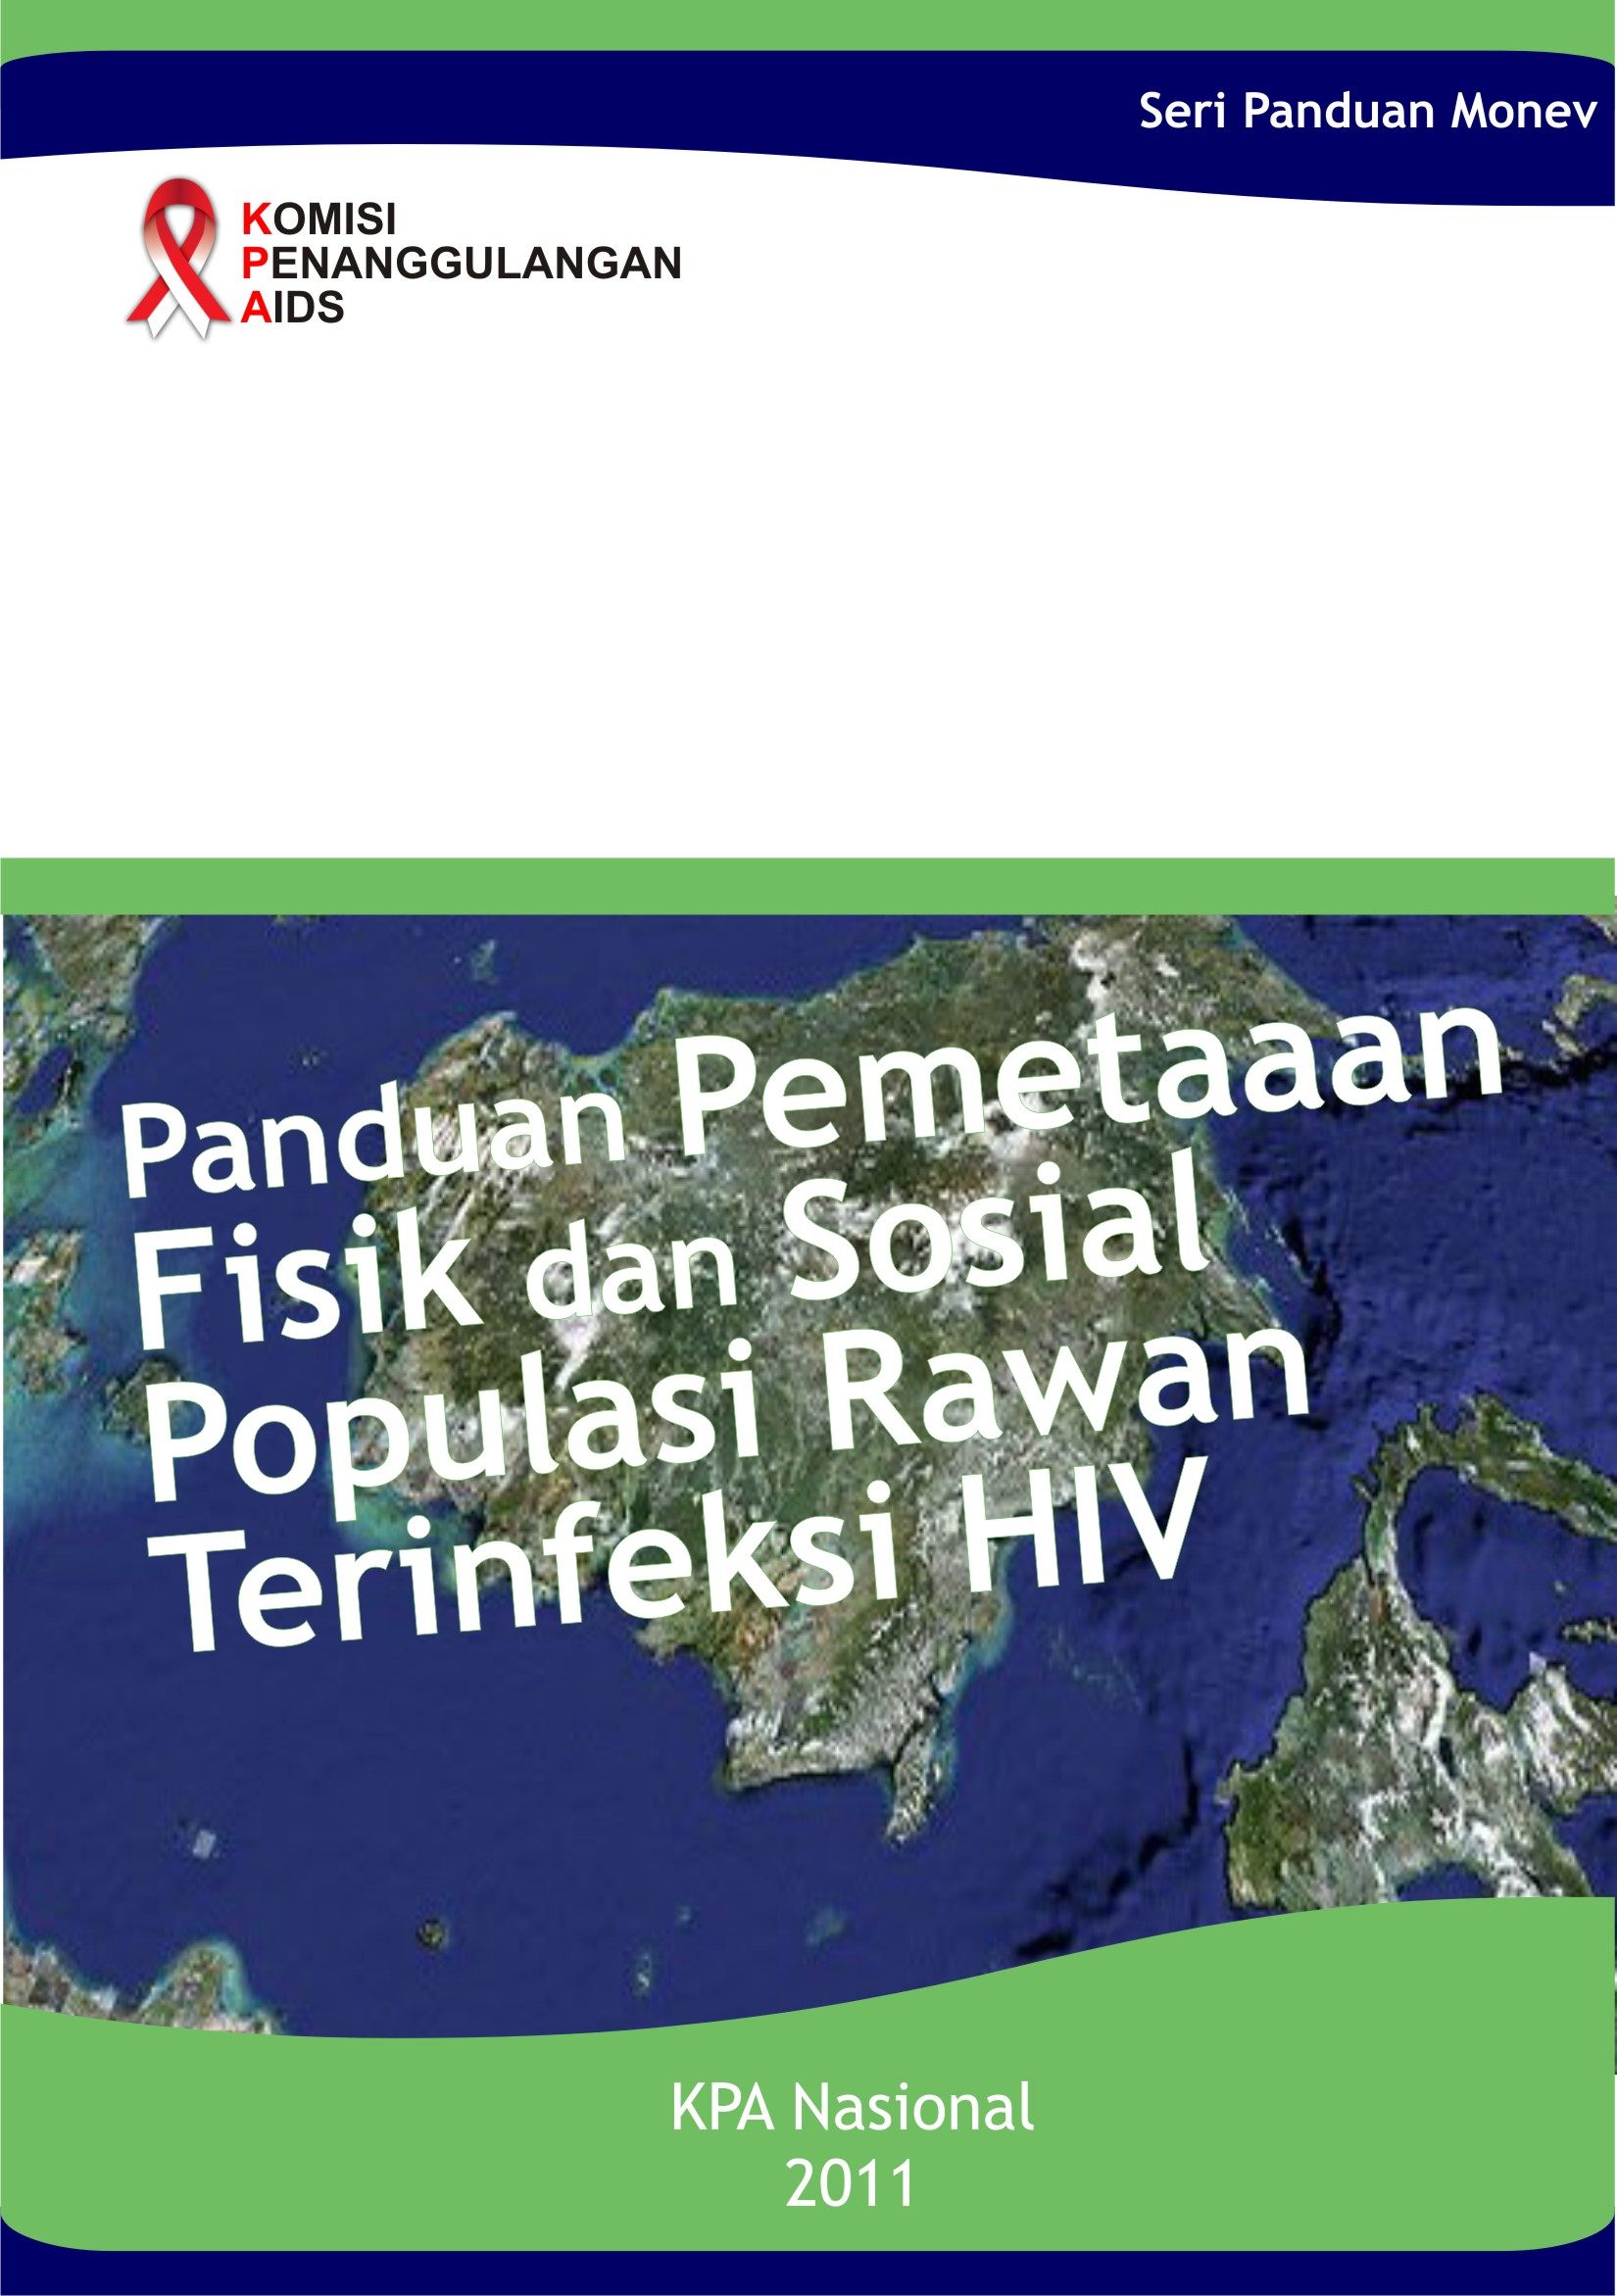 Seri Panduan Monev
KOMISI
PENANGGULANGAN
AIDS
Panduan Pemetaaan
Fisik dan Sosial
Populasi Rawan
Terinfeksi HIV
KPA Nasional
2011